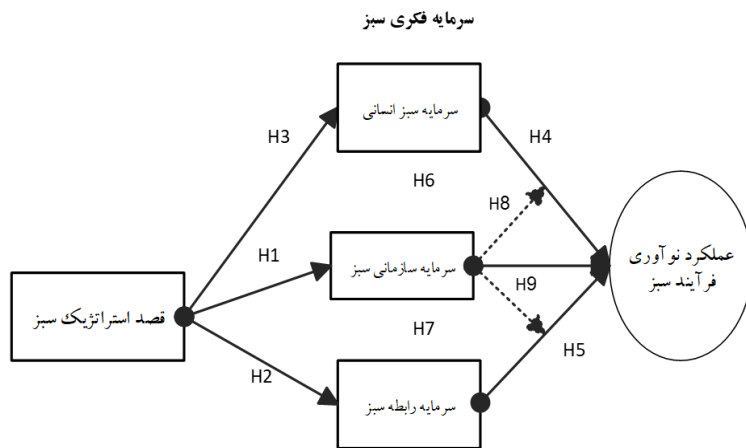 سرمایه فکری سبز
سرمایه سبز انسانی
H3
H4
H6
H8
H1
سرمایه سازمانی سبز
عملکرد نوآوری
فرآیند سبز
H9
قصد استراتژیک سبز
H7
H2
H5
سرمایه رابطه سبز